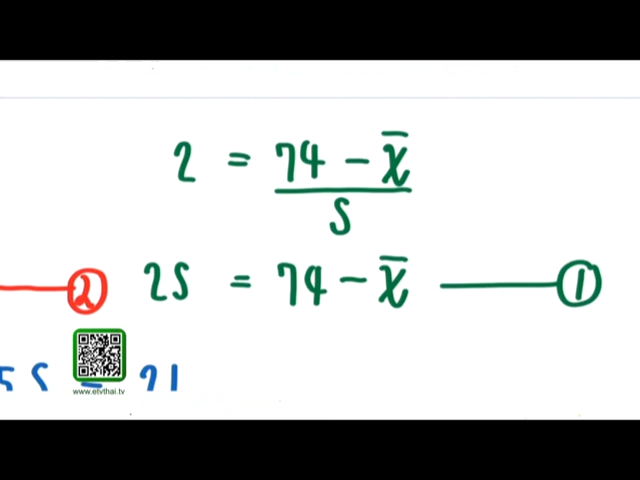 2 = 74 - x̄
S
2S = 74 - x̄ ——— ①
②
www.etvthai.tv